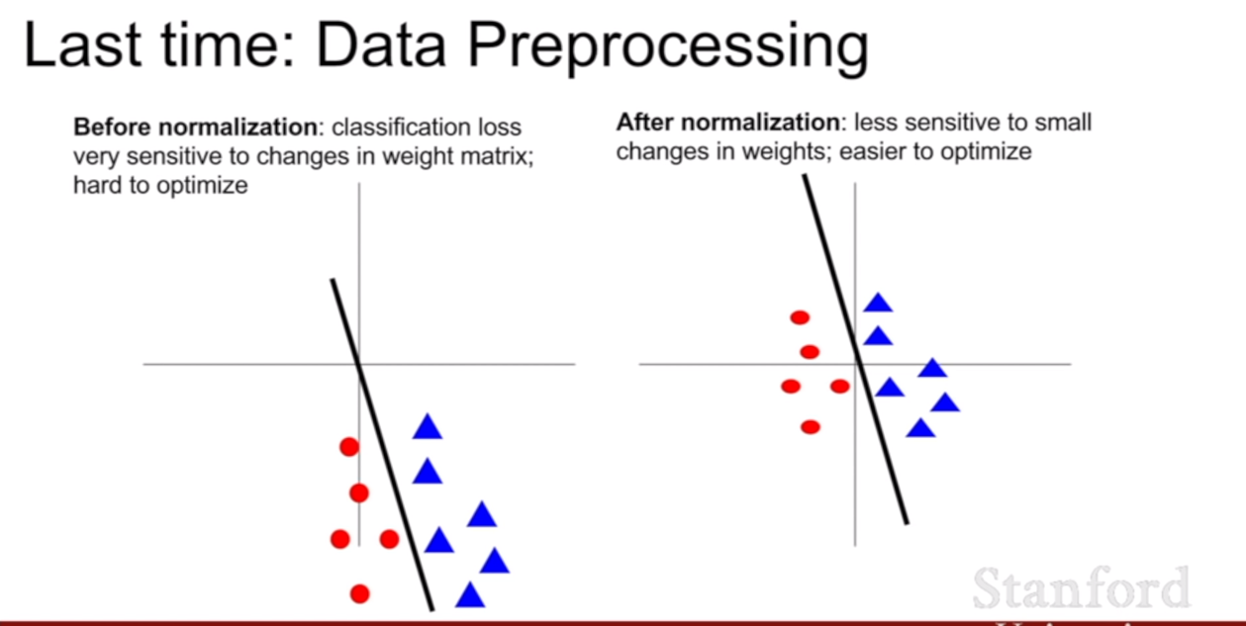 Last time: Data Preprocessing
Before normalization: classification loss
very sensitive to changes in weight matrix;
hard to optimize
After normalization: less sensitive to small
changes in weights; easier to optimize
Stanford